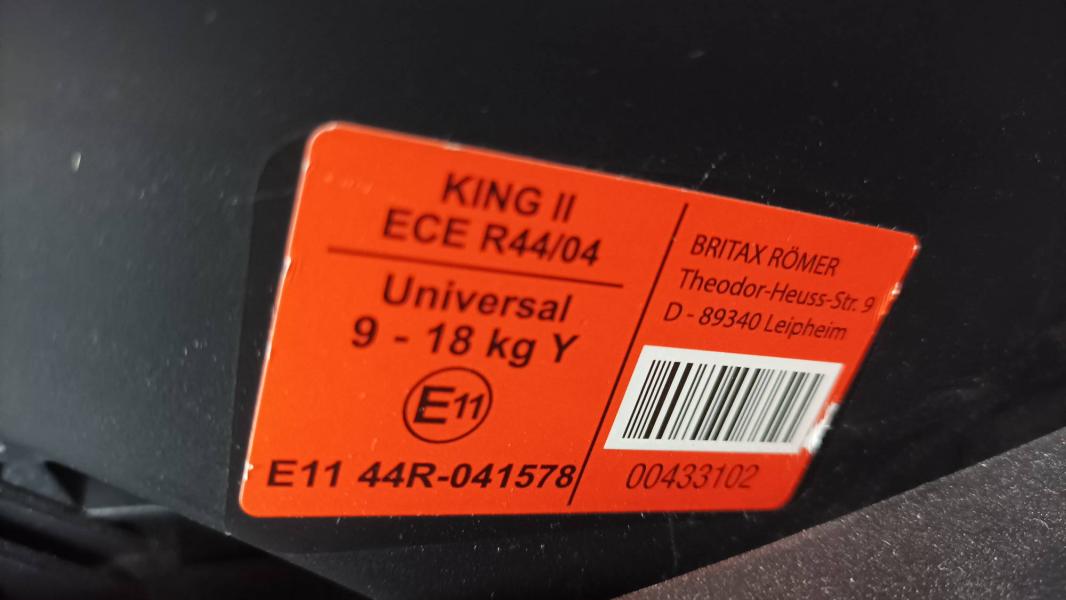 KING II
ECE R44/04
Universal
9 - 18 kg Y
E11
E11 44R-041578
BRITAX RÖMER
Theodor-Heuss-Str. 9
D - 89340 Leipheim
00433102